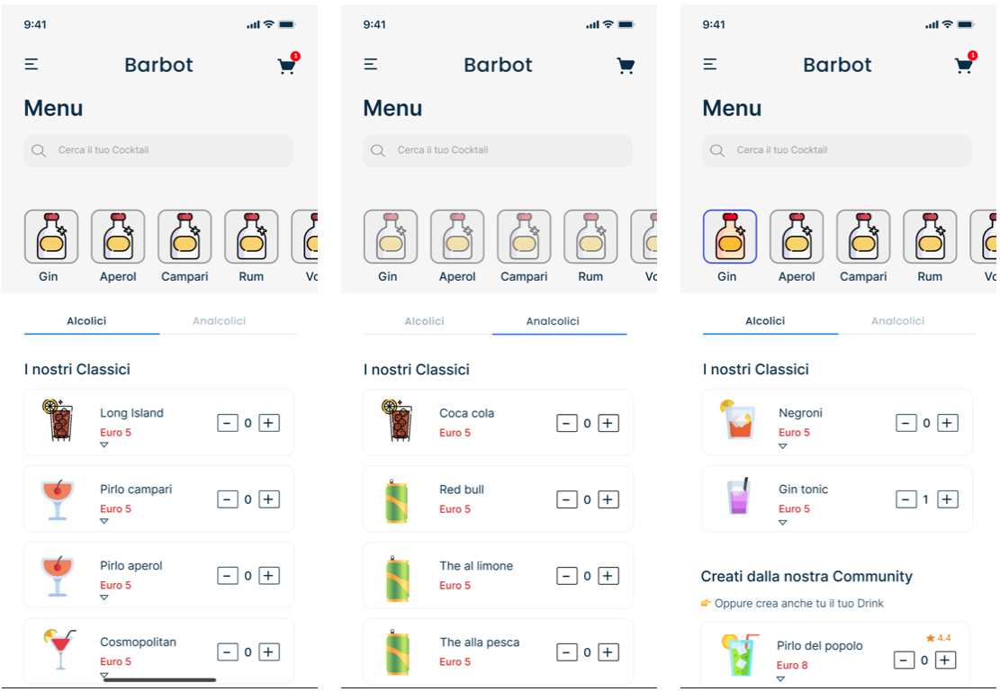 9:41
Barbot
1
Menu
Cerca il tuo Cocktail
Gin Aperol Campari Rum Vo
Alcolici Analcolici
I nostri Classici
Long Island
Euro 5
− 0 +
Pirlo campari
Euro 5
− 0 +
Pirlo aperol
Euro 5
− 0 +
Cosmopolitan
Euro 5
− 0 +
9:41
Barbot
Menu
Cerca il tuo Cocktail
Gin Aperol Campari Rum Vo
Alcolici Analcolici
I nostri Classici
Coca cola
Euro 5
− 0 +
Red bull
Euro 5
− 0 +
The al limone
Euro 5
− 0 +
The alla pesca
Euro 5
− 0 +
9:41
Barbot
1
Menu
Cerca il tuo Cocktail
Gin Aperol Campari Rum Vo
Alcolici Analcolici
I nostri Classici
Negroni
Euro 5
− 0 +
Gin tonic
Euro 5
− 1 +
Creati dalla nostra Community
👉 Oppure crea anche tu il tuo Drink
★ 4.4
Pirlo del popolo
Euro 8
− 0 +